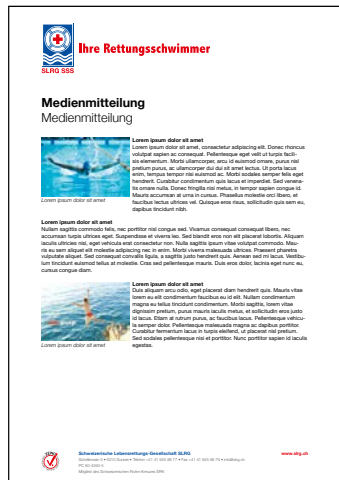 Ihre Rettungsschwimmer
SLRG SSS
Medienmitteilung
Medienmitteilung
Lorem ipsum dolor sit amet
Lorem ipsum dolor sit amet, consectetur adipiscing elit. Donec rhoncus
volutpat sapien ac consequat. Pellentesque eget velit ut turpis facili-
sis elementum. Morbi ullamcorper, arcu id euismod ornare, purus nisl
pretium purus, ac ullamcorper dui dui sit amet lectus. Ut porta lacus
enim, tempus tempor nisi euismod ac. Morbi sodales semper felis eget
hendrerit. Curabitur condimentum quis lacus et imperdiet. Sed venena-
tis ornare nulla. Donec fringilla nisi metus, in tempor sapien congue id.
Mauris accumsan at urna in cursus. Phasellus molestie orci libero, et
faucibus lectus ultrices vel. Quisque eros risus, sollicitudin quis sem eu,
dapibus tincidunt nibh.
Lorem ipsum dolor sit amet
Lorem ipsum dolor sit amet
Nullam sagittis commodo felis, nec porttitor nisl congue sed. Vivamus consequat consequat libero, nec
accumsan turpis ultrices eget. Suspendisse et viverra leo. Sed blandit eros non elit placerat lobortis. Aliquam
iaculis ultricies nisl, eget vehicula erat consectetur non. Nulla sagittis ipsum vitae volutpat commodo. Mau-
ris eu sem aliquet elit molestie adipiscing nec in enim. Morbi viverra malesuada ultrices. Praesent pharetra
vulputate aliquet. Sed consequat convallis ligula, a sagittis justo hendrerit quis. Aenean sed mi lacus. Vestibu-
lum tincidunt euismod tellus at molestie. Cras sed pellentesque mauris. Duis eros dolor, lacinia eget nunc eu,
cursus congue diam.
Lorem ipsum dolor sit amet
Duis aliquam arcu odio, eget placerat diam hendrerit quis. Mauris vitae
lorem eu elit condimentum faucibus eu id elit. Nullam condimentum
magna eu tellus tincidunt condimentum. Morbi sagittis, lorem vitae
dignissim pretium, purus mauris iaculis metus, et sollicitudin eros justo
id lacus. Etiam at rutrum purus, ac faucibus lacus. Pellentesque vehicu-
la semper dolor. Pellentesque malesuada magna ac dapibus porttitor.
Curabitur fermentum lacus in turpis eleifend, ut placerat nisl pretium.
Sed sodales pellentesque nisi et porttitor. Nunc porttitor sapien id iaculis
egestas.
Lorem ipsum dolor sit amet
Schweizerische Lebensrettungs-Gesellschaft SLRG
www.slrg.ch
Mitglied des Schweizerischen Roten Kreuzes SRK